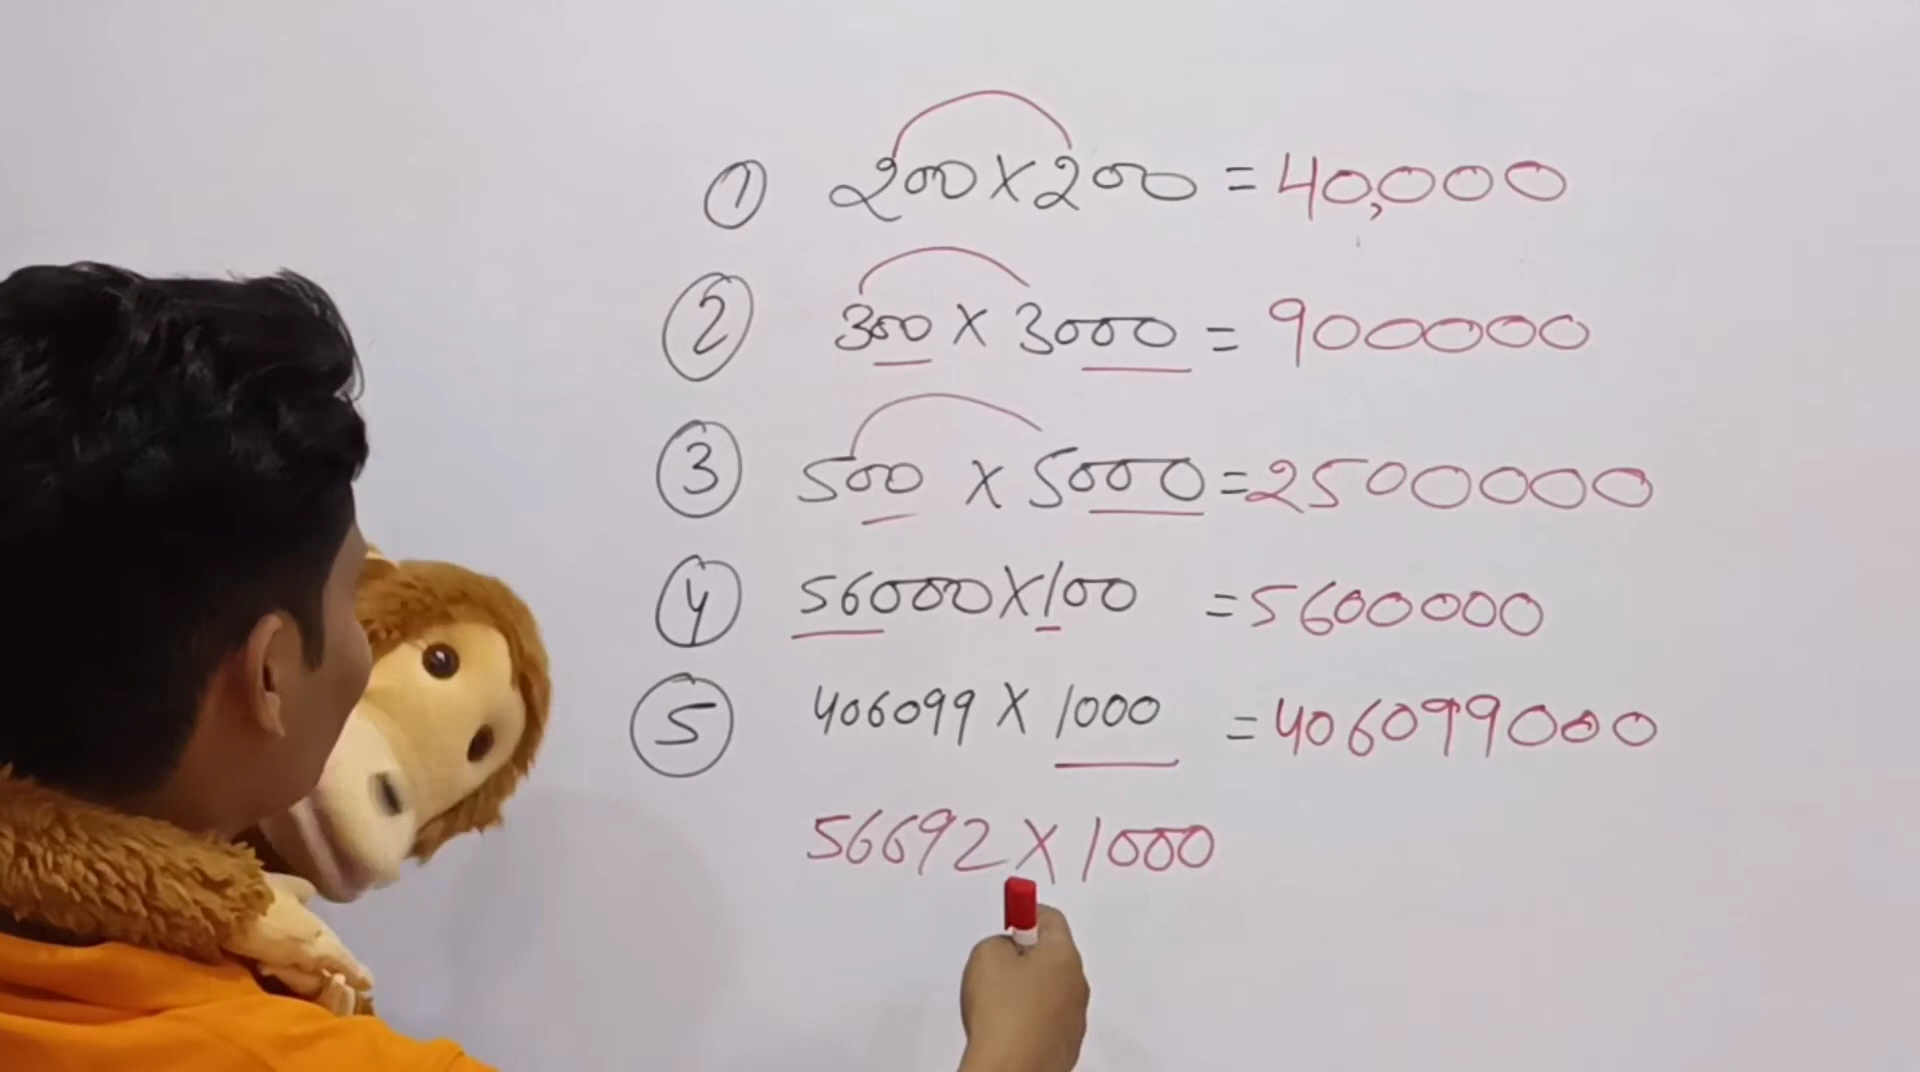 ① 200 × 200 = 40,000
② 300 × 3000 = 900000
③ 500 × 5000 = 2500000
④ 56000 × 100 = 5600000
⑤ 406099 × 1000 = 406099000
56692 × 1000